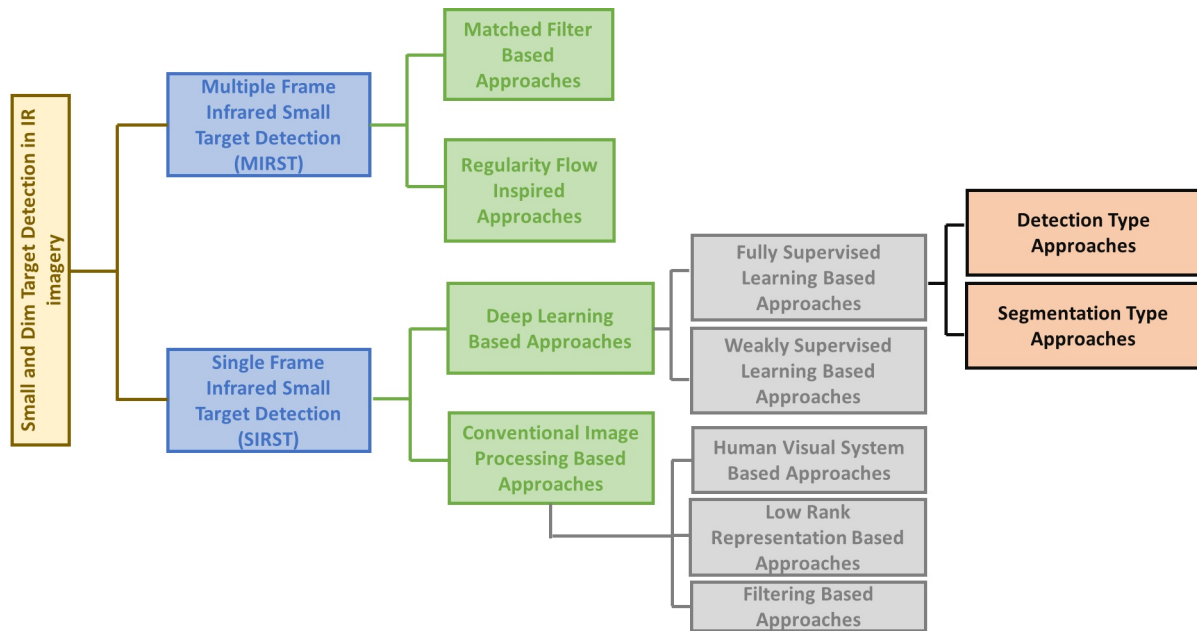 Small and Dim Target Detection in IR
imagery
Multiple Frame
Infrared Small
Target Detection
(MIRST)
Matched Filter
Based
Approaches
Regularity Flow
Inspired
Approaches
Single Frame
Infrared Small
Target Detection
(SIRST)
Deep Learning
Based Approaches
Fully Supervised
Learning Based
Approaches
Detection Type
Approaches
Segmentation Type
Approaches
Weakly Supervised
Learning Based
Approaches
Conventional Image
Processing Based
Approaches
Human Visual System
Based Approaches
Low Rank
Representation Based
Approaches
Filtering Based
Approaches